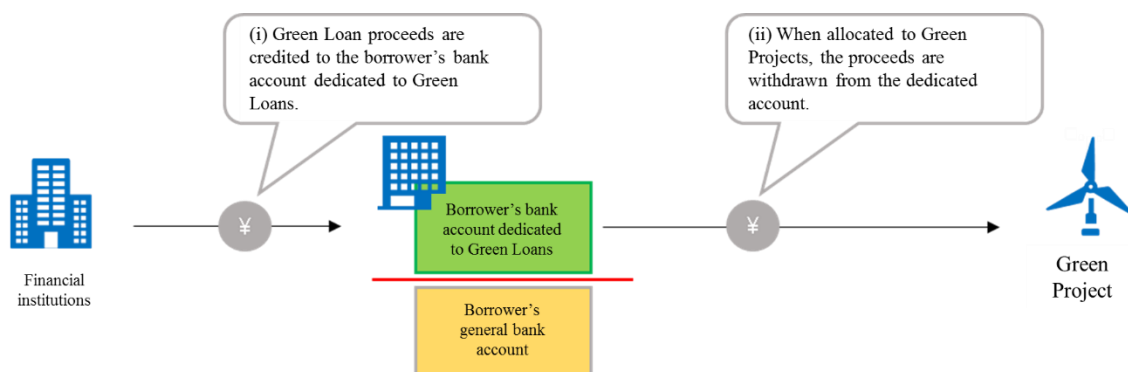 (i) Green Loan proceeds are
credited to the borrower's bank
account dedicated to Green
Loans.
(ii) When allocated to Green
Projects, the proceeds are
withdrawn from the dedicated
account.
¥
¥
Borrower's bank
account dedicated
to Green Loans
Financial
institutions
Green
Project
Borrower's
general bank
account